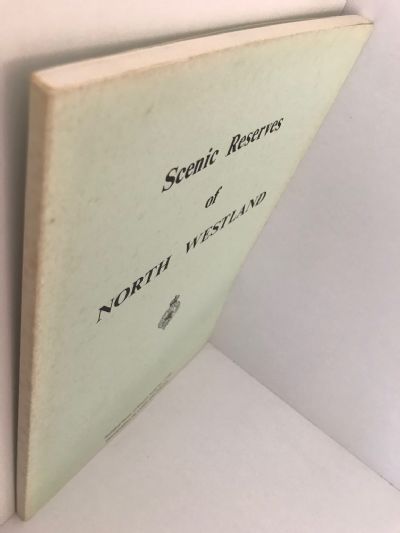 Scenic Reserves
of
NORTH WESTLAND